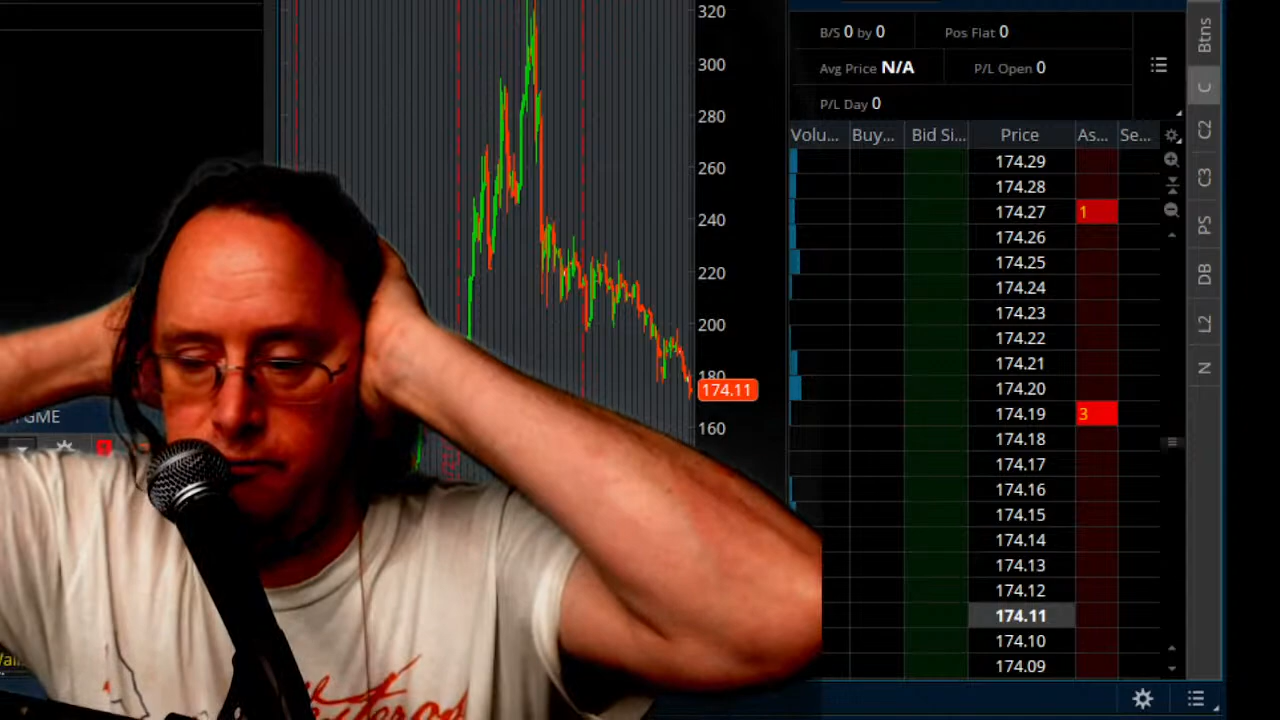 320
300
280
260
240
220
200
180
174.11
160
GME
B/S 0 by 0
Pos Flat 0
Avg Price N/A
P/L Open 0
P/L Day 0
Volu... Buy... Bid Si... Price As... Se...
174.29
174.28
174.27 1
174.26
174.25
174.24
174.23
174.22
174.21
174.20
174.19 3
174.18
174.17
174.16
174.15
174.14
174.13
174.12
174.11
174.10
174.09
Btns
C
C2
C3
PS
DB
L2
N